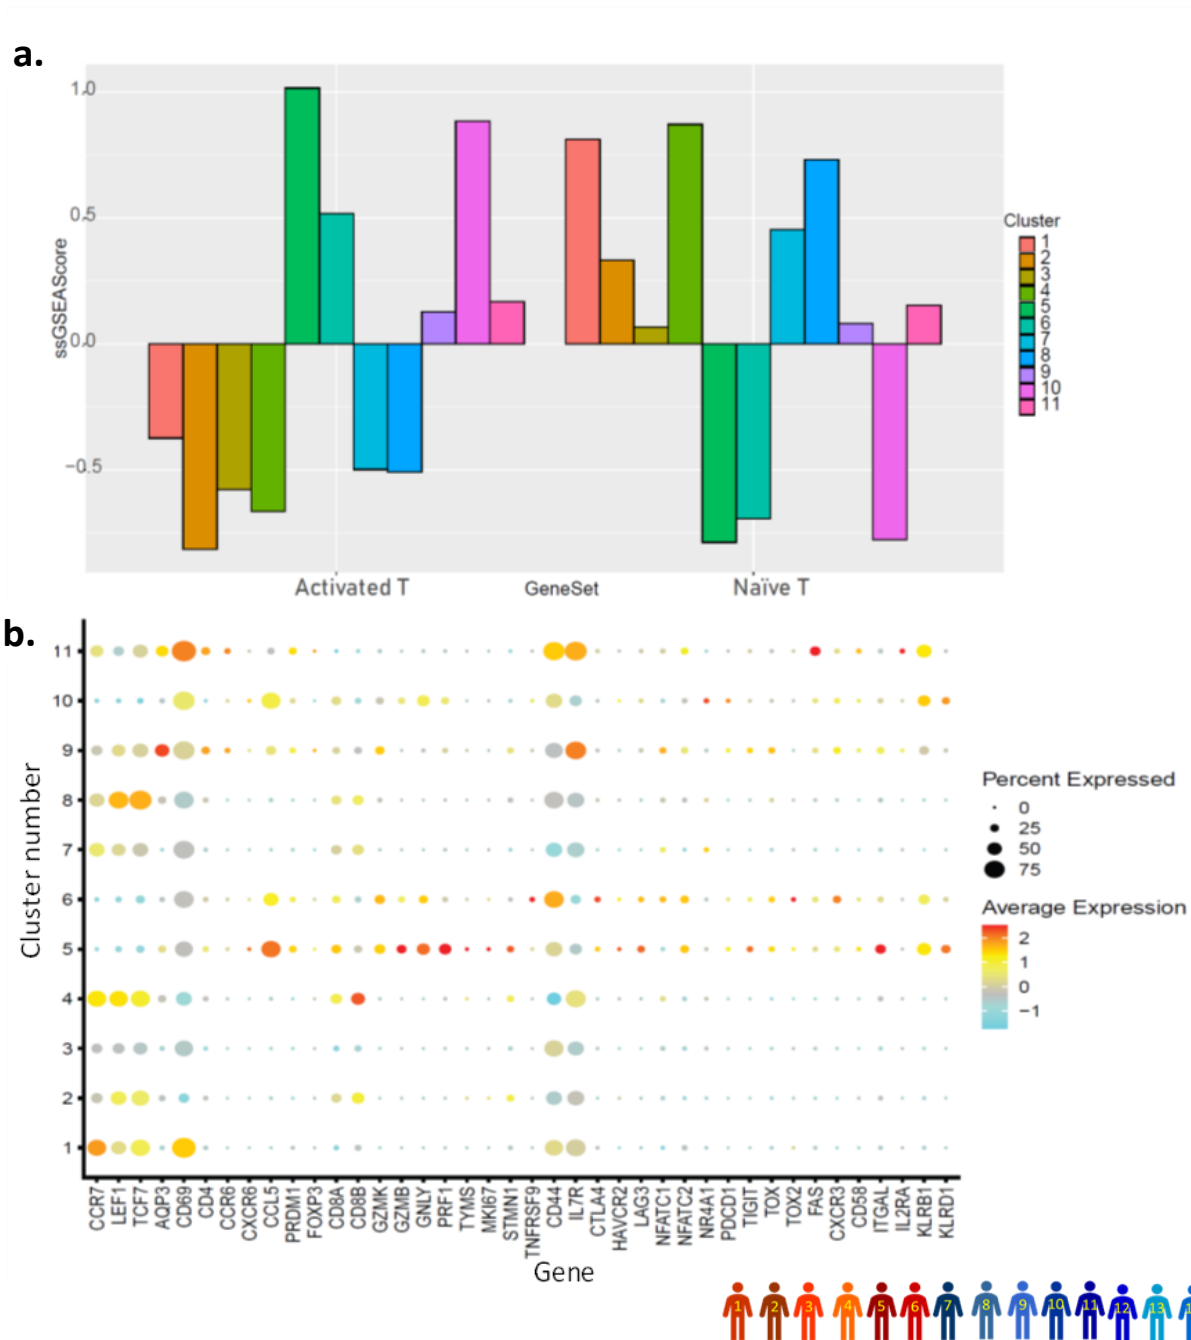 a.
1.0
0.5
0.0
−0.5
ssGSEAScore
Activated T
GeneSet
Naïve T
Cluster
1
2
3
4
5
6
7
8
9
10
11
b.
11
10
9
8
7
6
5
4
3
2
1
Cluster number
CCR7
LEF1
TCF7
AQP3
CD69
CD4
CCR6
CXCR6
CCL5
PRDM1
FOXP3
CD8A
CD8B
GZMK
GZMB
GNLY
PRF1
TYMS
MKI67
STMN1
TNFRSF9
CD44
IL7R
CTLA4
HAVCR2
LAG3
NFATC1
NFATC2
NR4A1
PDCD1
TIGIT
TOX
TOX2
FAS
CXCR3
CD58
ITGAL
IL2RA
KLRB1
KLRD1
Gene
Percent Expressed
0
25
50
75
Average Expression
2
1
0
−1
1 2 3 4 5 6 7 8 9 10 11 12 13